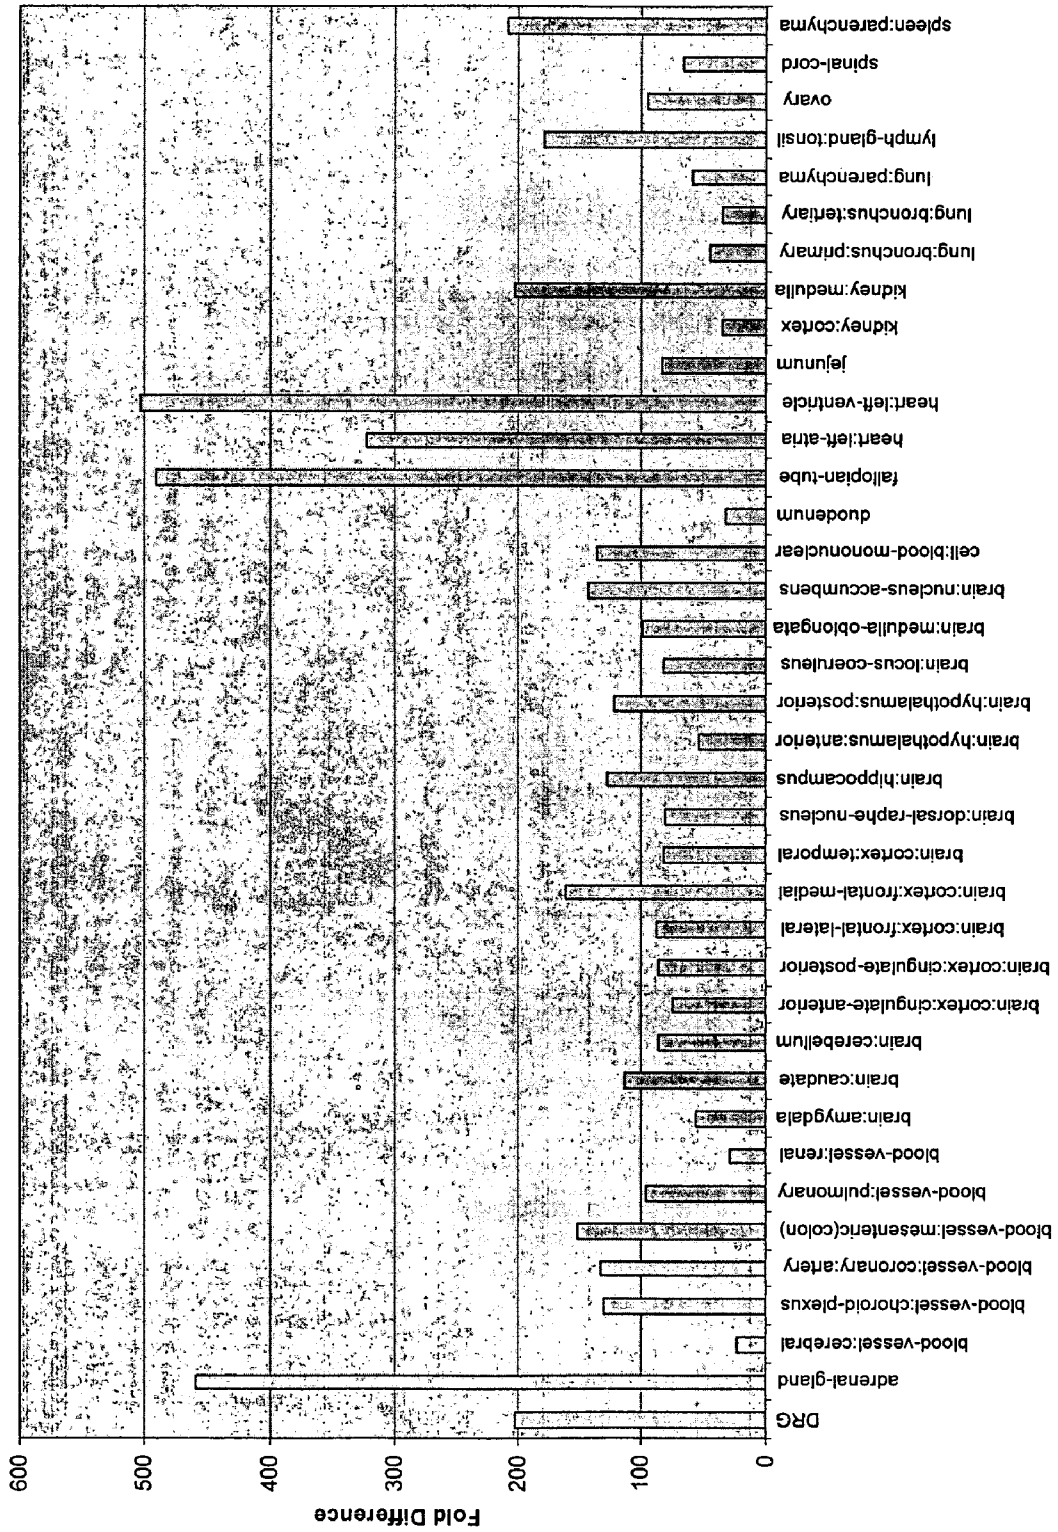 Fold Difference
600
500
400
300
200
100
0
DRG
adrenal-gland
blood-vessel:cerebral
blood-vessel:choroid-plexus
blood-vessel:coronary:artery
blood-vessel:mesenteric(colon)
blood-vessel:pulmonary
blood-vessel:renal
brain:amygdala
brain:caudate
brain:cerebellum
brain:cortex:cingulate-anterior
brain:cortex:cingulate-posterior
brain:cortex:frontal-lateral
brain:cortex:frontal-medial
brain:cortex:temporal
brain:dorsal-raphe-nucleus
brain:hippocampus
brain:hypothalamus:anterior
brain:hypothalamus:posterior
brain:locus-coeruleus
brain:medulla-oblongata
brain:nucleus-accumbens
cell:blood-mononuclear
duodenum
fallopian-tube
heart:left-atria
heart:left-ventricle
jejunum
kidney:cortex
kidney:medulla
lung:bronchus:primary
lung:bronchus:tertiary
lung:parenchyma
lymph-gland:tonsil
ovary
spinal-cord
spleen:parenchyma